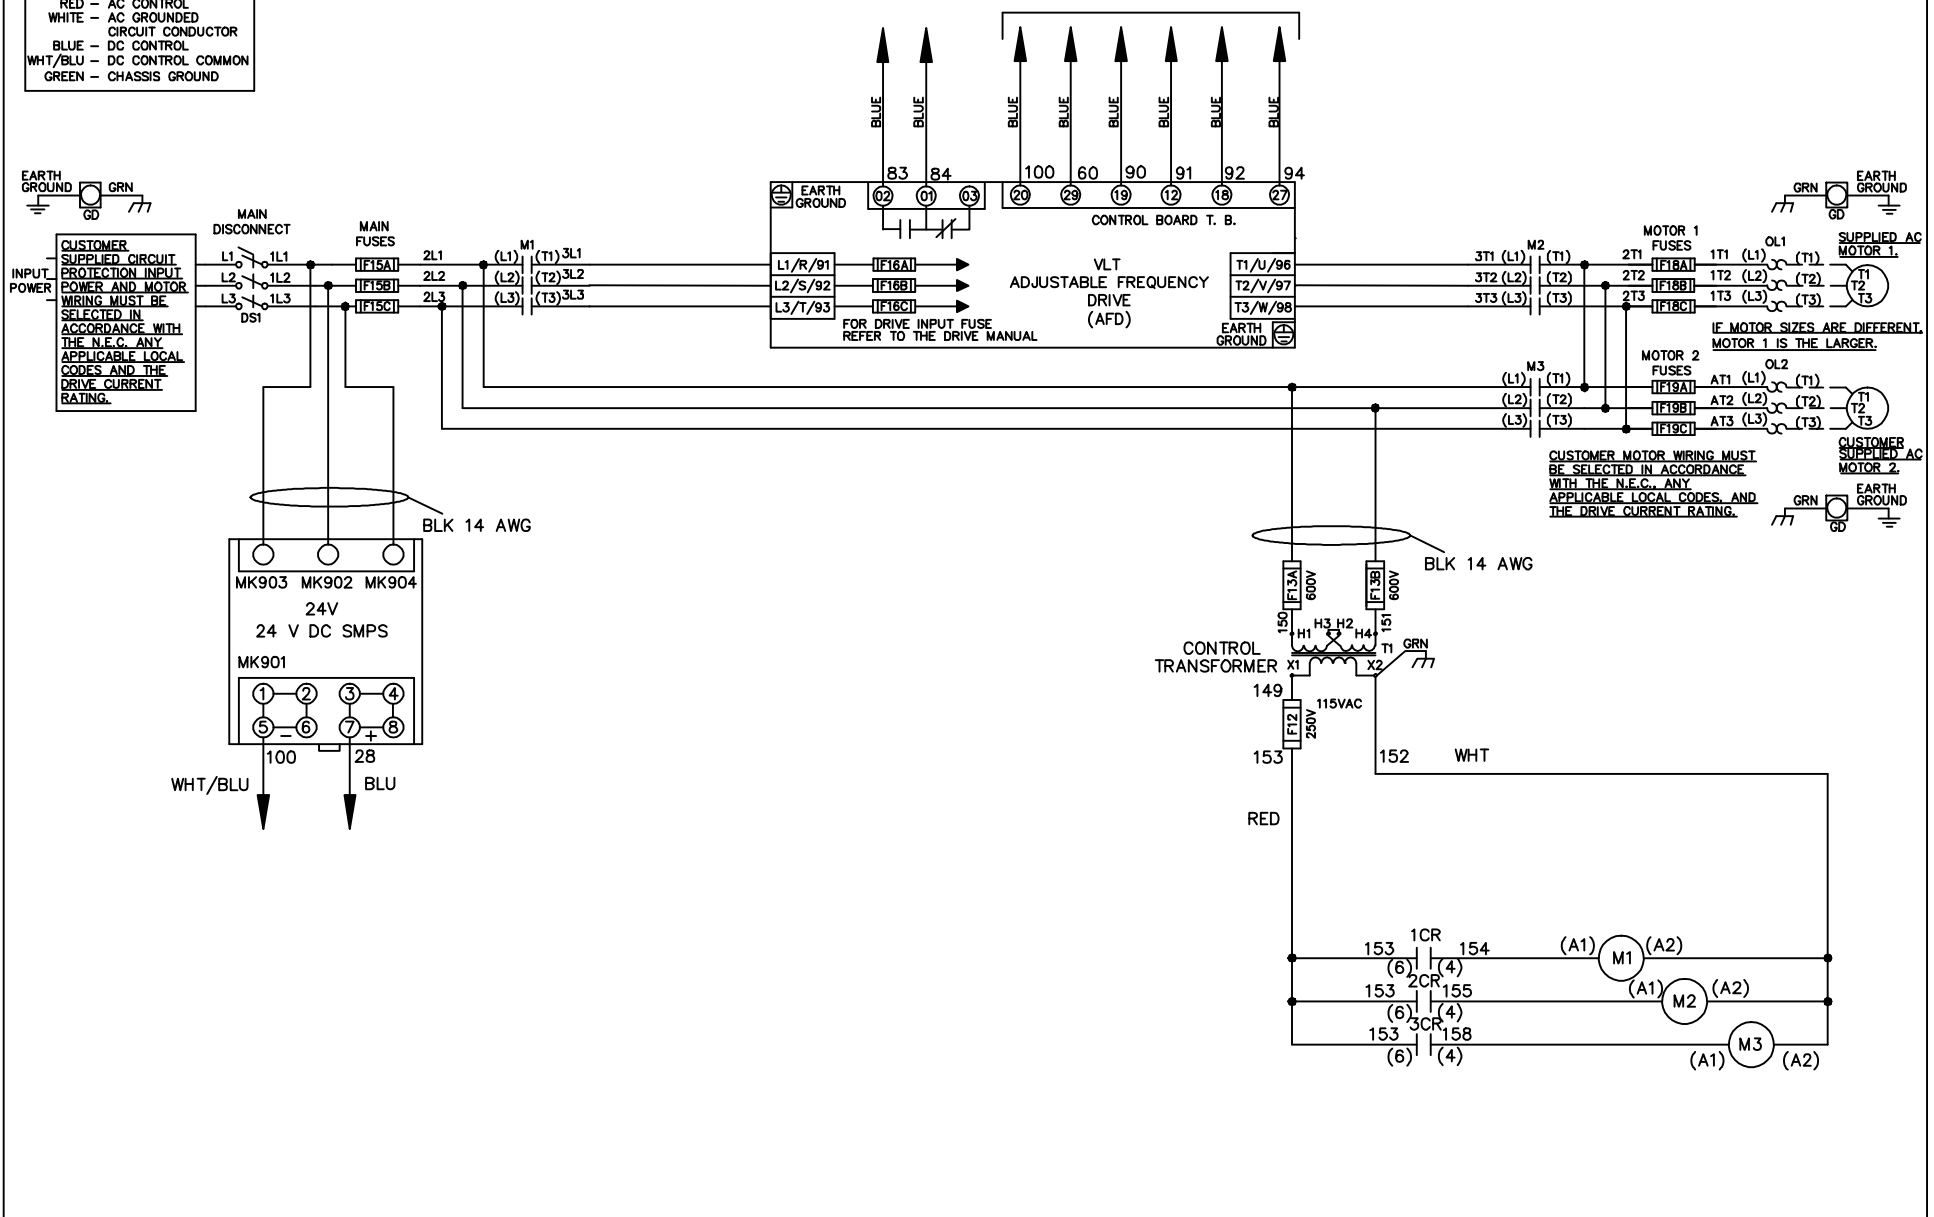 RED – AC CONTROL
WHITE – AC GROUNDED
CIRCUIT CONDUCTOR
BLUE – DC CONTROL
WHT/BLU – DC CONTROL COMMON
GREEN – CHASSIS GROUND
BLUE BLUE BLUE BLUE BLUE BLUE BLUE BLUE
83 84 100 60 90 91 92 94
EARTH
GROUND
02 01 03 20 29 19 12 18 27
CONTROL BOARD T. B.
EARTH
GROUND
GRN
GD
MAIN
DISCONNECT
MAIN
FUSES
INPUT
POWER
CUSTOMER
SUPPLIED CIRCUIT
PROTECTION INPUT
POWER AND MOTOR
WIRING MUST BE
SELECTED IN
ACCORDANCE WITH
THE N.E.C. ANY
APPLICABLE LOCAL
CODES AND THE
DRIVE CURRENT
RATING.
L1 1L1 F15A 2L1 (L1) M1 (T1) 3L1
L2 1L2 F15B 2L2 (L2) (T2) 3L2
L3 1L3 F15C 2L3 (L3) (T3) 3L3
DS1
L1/R/91 F16A
L2/S/92 F16B
L3/T/93 F16C
FOR DRIVE INPUT FUSE
REFER TO THE DRIVE MANUAL
VLT
ADJUSTABLE FREQUENCY
DRIVE
(AFD)
T1/U/96
T2/V/97
T3/W/98
EARTH
GROUND
GRN
EARTH
GROUND
GD
M2
MOTOR 1
FUSES
OL1
3T1 (L1) (T1) 2T1 F18A 1T1 (L1) (T1)
3T2 (L2) (T2) 2T2 F18B 1T2 (L2) (T2)
3T3 (L3) (T3) 2T3 F18C 1T3 (L3) (T3)
SUPPLIED AC
MOTOR 1.
T1
T2
T3
IF MOTOR SIZES ARE DIFFERENT,
MOTOR 1 IS THE LARGER.
M3
MOTOR 2
FUSES
OL2
(L1) (T1) F19A AT1 (L1) (T1)
(L2) (T2) F19B AT2 (L2) (T2)
(L3) (T3) F19C AT3 (L3) (T3)
T1
T2
T3
CUSTOMER
SUPPLIED AC
MOTOR 2.
CUSTOMER MOTOR WIRING MUST
BE SELECTED IN ACCORDANCE
WITH THE N.E.C., ANY
APPLICABLE LOCAL CODES, AND
THE DRIVE CURRENT RATING.
GRN
EARTH
GROUND
GD
BLK 14 AWG
MK903 MK902 MK904
24V
24 V DC SMPS
MK901
1 2 3 4
5 6 7 8
– +
100 28
WHT/BLU BLU
BLK 14 AWG
F13A 600V F13B 600V
150 151
H1 H3 H2 H4
T1
GRN
CONTROL
TRANSFORMER
X1 X2
149
115VAC
F12 250V
153
152 WHT
RED
153 1CR 154 (A1) M1 (A2)
(6) (4)
153 2CR 155 (A1) M2 (A2)
(6) (4)
153 3CR 158 M3
(6) (4) (A1) (A2)